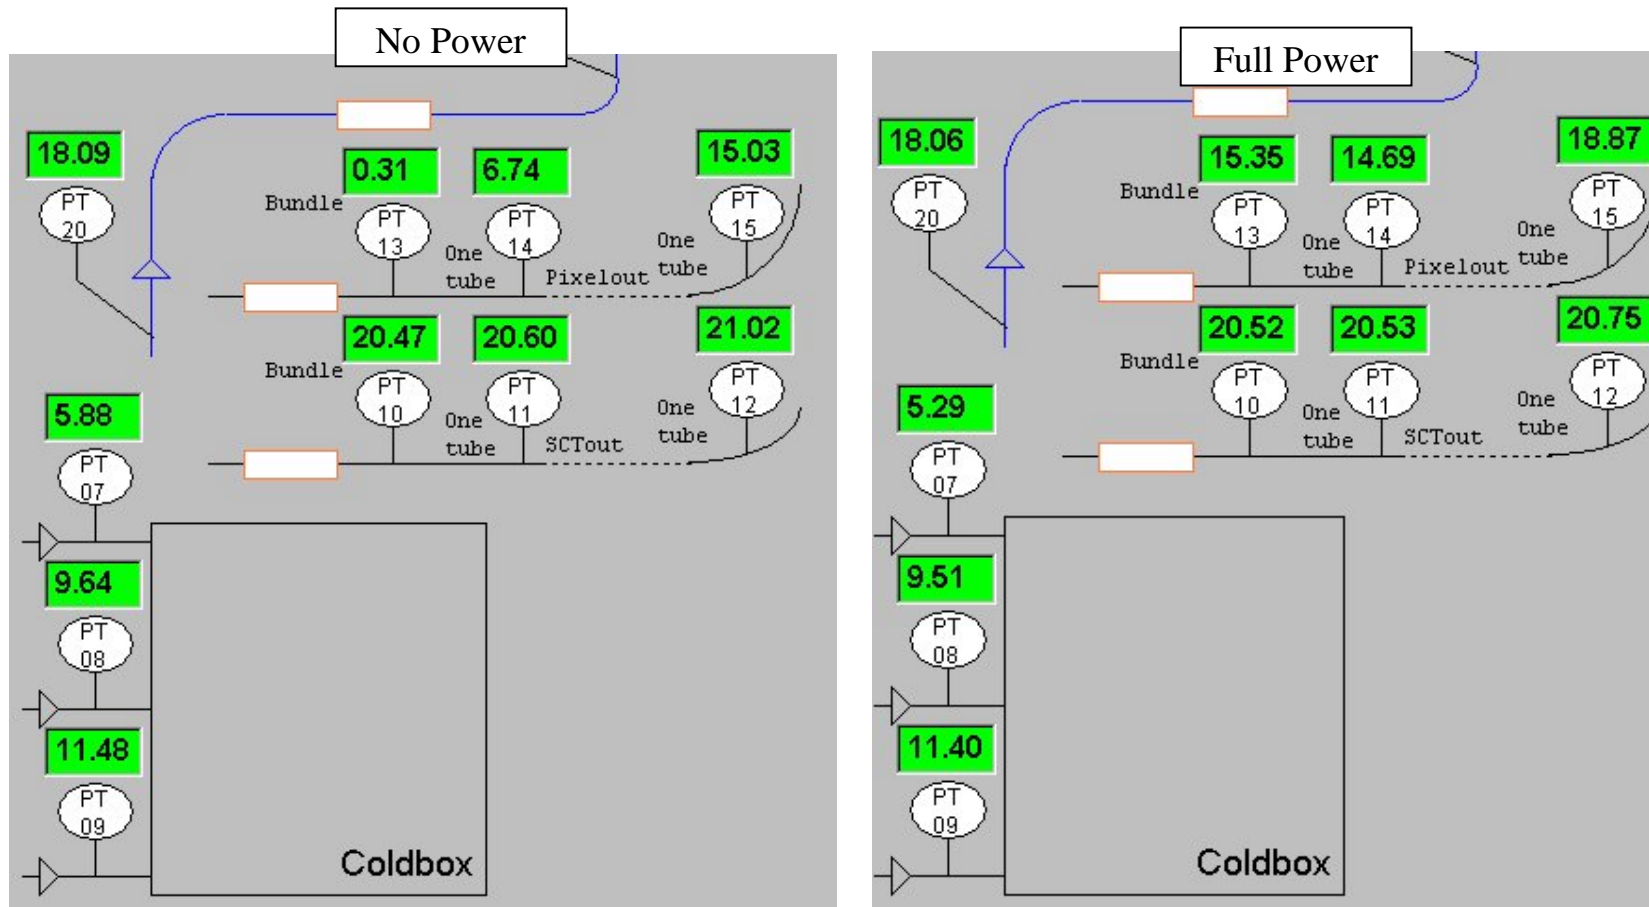 No Power
18.09
PT
20
0.31
6.74
15.03
Bundle
PT
13
One
tube
PT
14
Pixelout
One
tube
PT
15
20.47
20.60
21.02
Bundle
PT
10
One
tube
PT
11
SCTout
One
tube
PT
12
5.88
PT
07
9.64
PT
08
11.48
PT
09
Coldbox
Full Power
18.06
PT
20
15.35
14.69
18.87
Bundle
PT
13
One
tube
PT
14
Pixelout
One
tube
PT
15
20.52
20.53
20.75
Bundle
PT
10
One
tube
PT
11
SCTout
One
tube
PT
12
5.29
PT
07
9.51
PT
08
11.40
PT
09
Coldbox